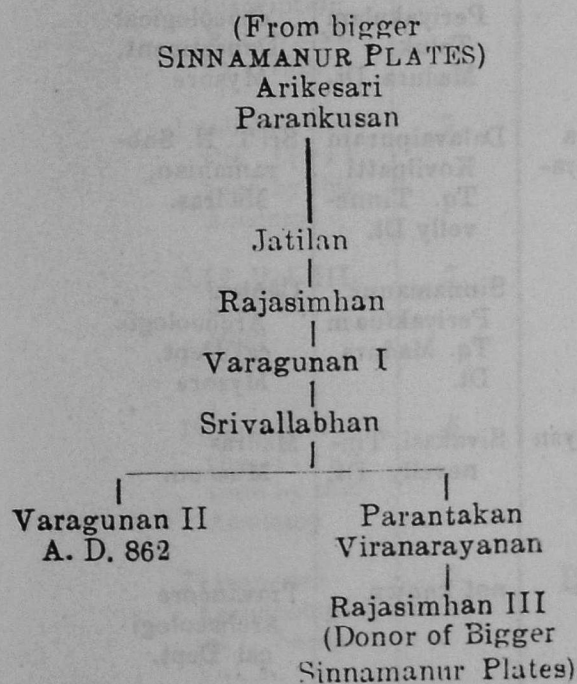 (From bigger
SINNAMANUR PLATES)
Arikesari
Parankusan
Jatilan
Rajasimhan
Varagunan I
Srivallabhan
Varagunan II
A. D. 862
Parantakan
Viranarayanan
Rajasimhan III
(Donor of Bigger
Sinnamanur Plates)